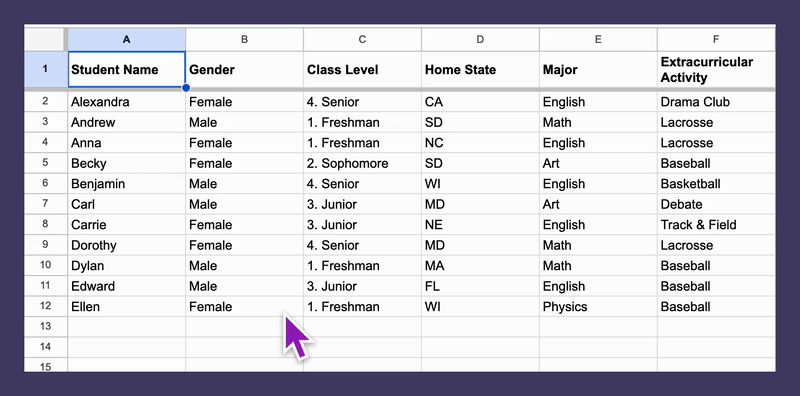 A B C D E F
1 Student Name Gender Class Level Home State Major Extracurricular Activity
2 Alexandra Female 4. Senior CA English Drama Club
3 Andrew Male 1. Freshman SD Math Lacrosse
4 Anna Female 1. Freshman NC English Lacrosse
5 Becky Female 2. Sophomore SD Art Baseball
6 Benjamin Male 4. Senior WI English Basketball
7 Carl Male 3. Junior MD Art Debate
8 Carrie Female 3. Junior NE English Track & Field
9 Dorothy Female 4. Senior MD Math Lacrosse
10 Dylan Male 1. Freshman MA Math Baseball
11 Edward Male 3. Junior FL English Baseball
12 Ellen Female 1. Freshman WI Physics Baseball
13
14
15